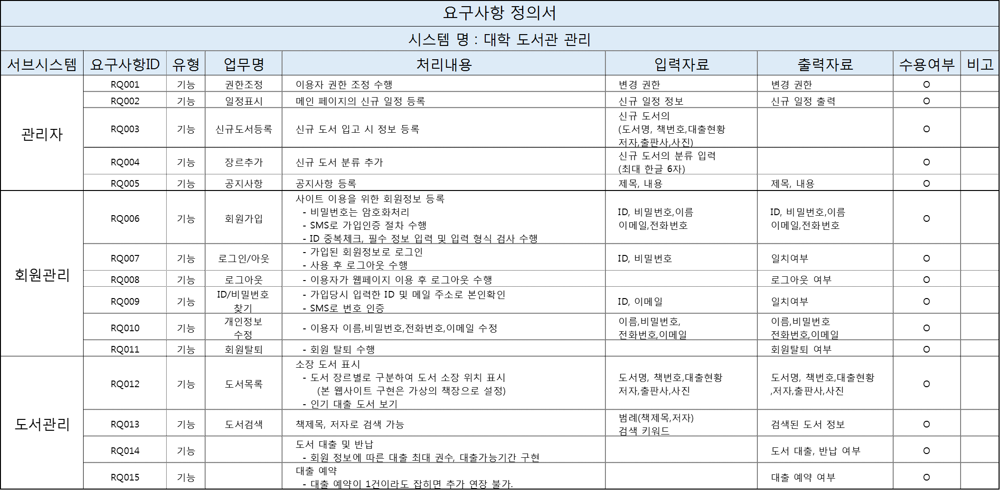 요구사항 정의서
시스템 명 : 대학 도서관 관리
서브시스템 요구사항ID 유형 업무명 처리내용 입력자료 출력자료 수용여부 비고
관리자
RQ001 기능 권한조정 이용자 권한 조정 수행 변경 권한 변경 권한 O
RQ002 기능 일정표시 메인 페이지의 신규 일정 등록 신규 일정 정보 신규 일정 출력 O
RQ003 기능 신규도서등록 신규 도서 입고 시 정보 등록 신규 도서의
(도서명, 책번호,대출현황
저자,출판사,사진)
O
RQ004 기능 장르추가 신규 도서 분류 추가 신규 도서의 분류 입력
(최대 한글 6자)
O
RQ005 기능 공지사항 공지사항 등록 제목, 내용 제목, 내용 O
회원관리
RQ006 기능 회원가입 사이트 이용을 위한 회원정보 등록
- 비밀번호는 암호화처리
- SMS로 가입인증 절차 수행
- ID 중복체크, 필수 정보 입력 및 입력 형식 검사 수행
ID, 비밀번호,이름
이메일,전화번호
ID, 비밀번호,이름
이메일,전화번호
O
RQ007 기능 로그인/아웃 - 가입된 회원정보로 로그인
- 사용 후 로그아웃 수행
ID, 비밀번호 일치여부 O
RQ008 기능 로그아웃 - 이용자가 웹페이지 이용 후 로그아웃 수행 로그아웃 여부 O
RQ009 기능 ID/비밀번호
찾기
- 가입당시 입력한 ID 및 메일 주소로 본인확인
- SMS로 번호 인증
ID, 이메일 일치여부 O
RQ010 기능 개인정보
수정
- 이용자 이름,비밀번호,전화번호,이메일 수정
이름,비밀번호,
전화번호,이메일
이름,비밀번호
전화번호,이메일
O
RQ011 기능 회원탈퇴 - 회원 탈퇴 수행 회원탈퇴 여부 O
도서관리
RQ012 기능 도서목록 소장 도서 표시
- 도서 장르별로 구분하여 도서 소장 위치 표시
(본 웹사이트 구현은 가상의 책장으로 설정)
- 인기 대출 도서 보기
도서명, 책번호,대출현황
저자,출판사,사진
도서명, 책번호,대출현황
,저자,출판사,사진
O
RQ013 기능 도서검색 책제목, 저자로 검색 가능 범례(책제목,저자)
검색 키워드
검색된 도서 정보 O
RQ014 기능 도서 대출 및 반납
- 회원 정보에 따른 대출 최대 권수, 대출가능기간 구현
도서 대출, 반납 여부 O
RQ015 기능 대출 예약
- 대출 예약이 1건이라도 잡히면 추가 연장 불가.
대출 예약 여부 O